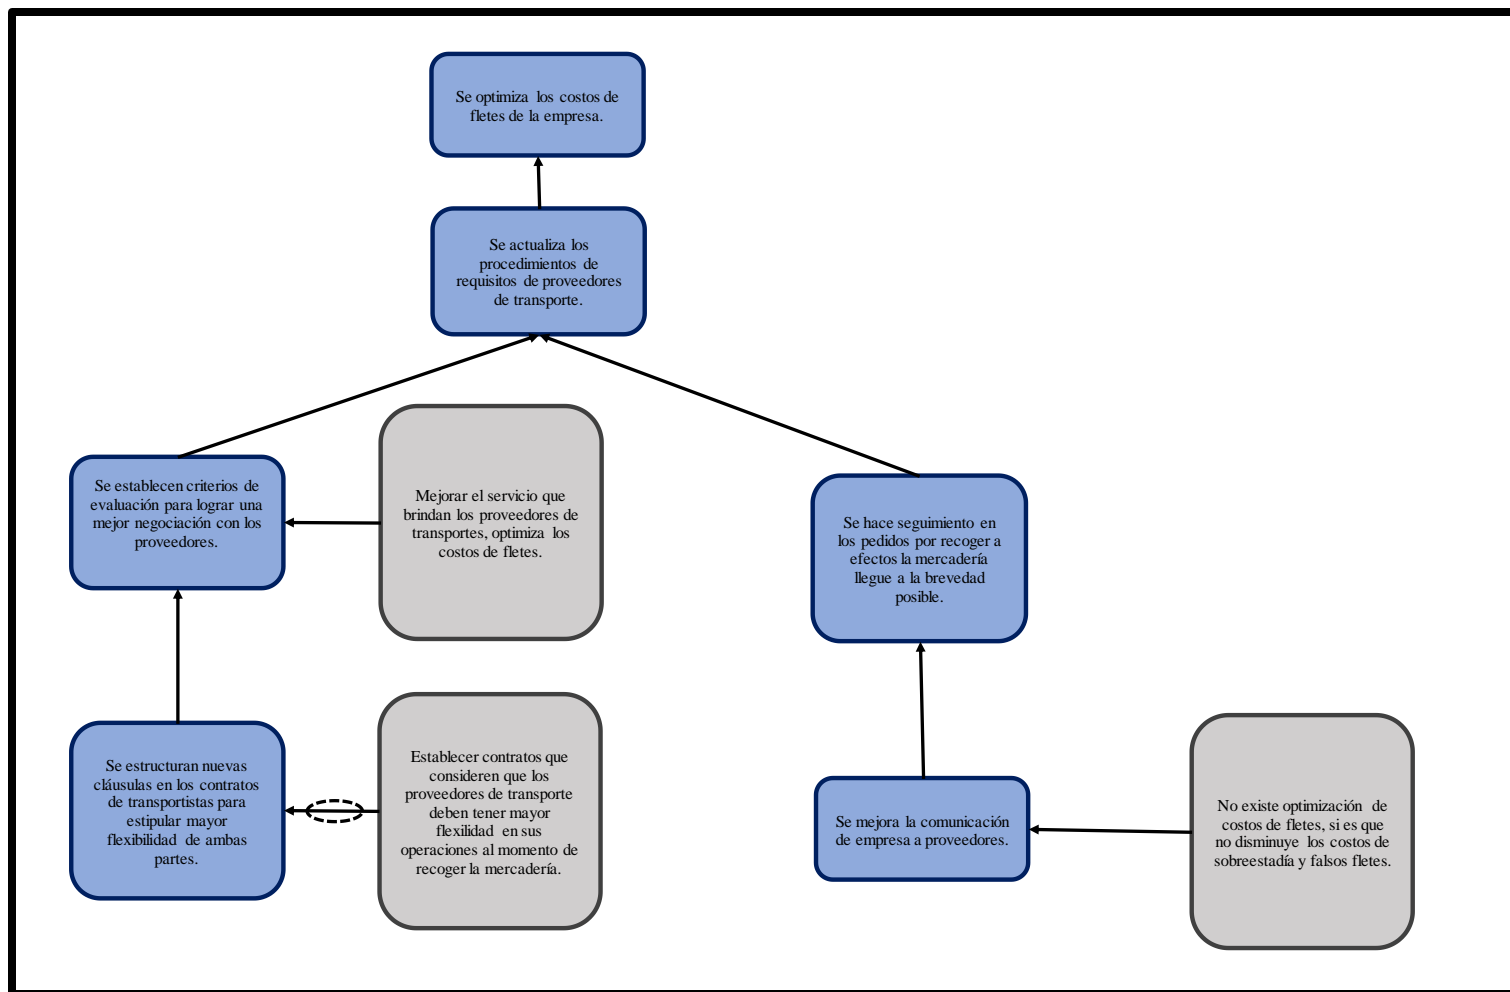 Se optimiza los costos de
fletes de la empresa.
Se actualiza los
procedimientos de
requisitos de proveedores
de transporte.
Se establecen criterios de
evaluación para lograr una
mejor negociación con los
proveedores.
Mejorar el servicio que
brindan los proveedores de
transportes, optimiza los
costos de fletes.
Se hace seguimiento en
los pedidos por recoger a
efectos la mercadería
llegue a la brevedad
posible.
Se estructuran nuevas
cláusulas en los contratos
de transportistas para
estipular mayor
flexibilidad de ambas
partes.
Establecer contratos que
consideren que los
proveedores de transporte
deben tener mayor
flexilidad en sus
operaciones al momento de
recoger la mercadería.
Se mejora la comunicación
de empresa a proveedores.
No existe optimización de
costos de fletes, si es que
no disminuye los costos de
sobreestadía y falsos fletes.